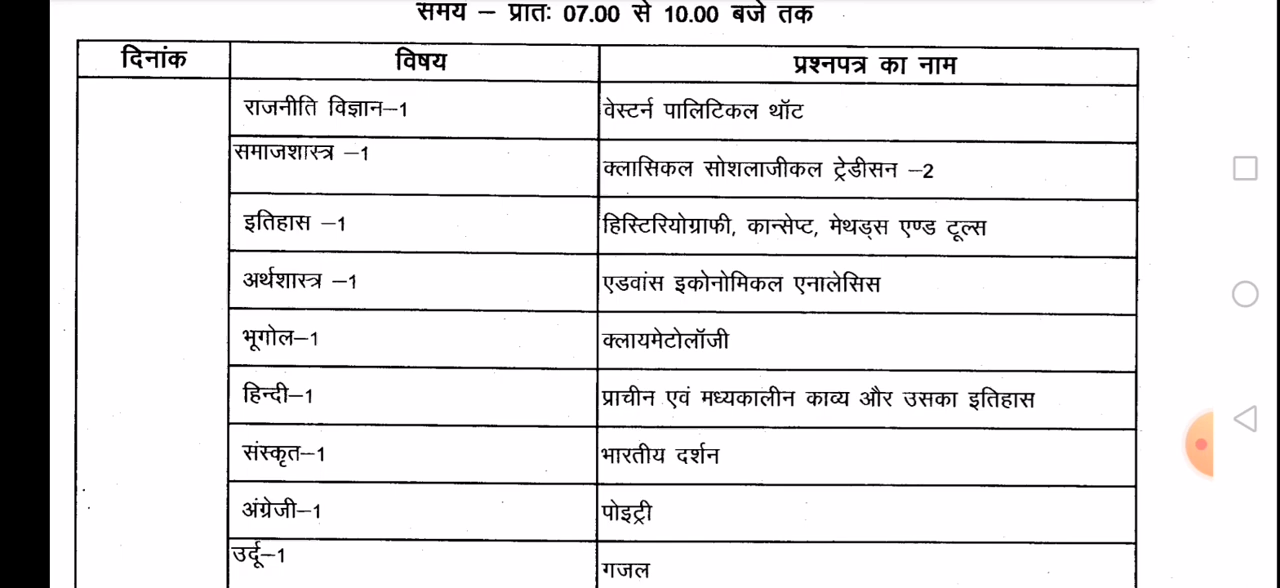 समय – प्रातः 07.00 से 10.00 बजे तक
दिनांक विषय प्रश्नपत्र का नाम
राजनीति विज्ञान–1 वेस्टर्न पालिटिकल थॉट
समाजशास्त्र –1 क्लासिकल सोशलाजीकल ट्रेडीसन –2
इतिहास –1 हिस्टिरियोग्राफी, कान्सेप्ट, मेथड्स एण्ड टूल्स
अर्थशास्त्र –1 एडवांस इकोनोमिकल एनालेसिस
भूगोल–1 क्लायमेटोलॉजी
हिन्दी–1 प्राचीन एवं मध्यकालीन काव्य और उसका इतिहास
संस्कृत–1 भारतीय दर्शन
अंग्रेजी–1 पोइट्री
उर्दू–1 गजल